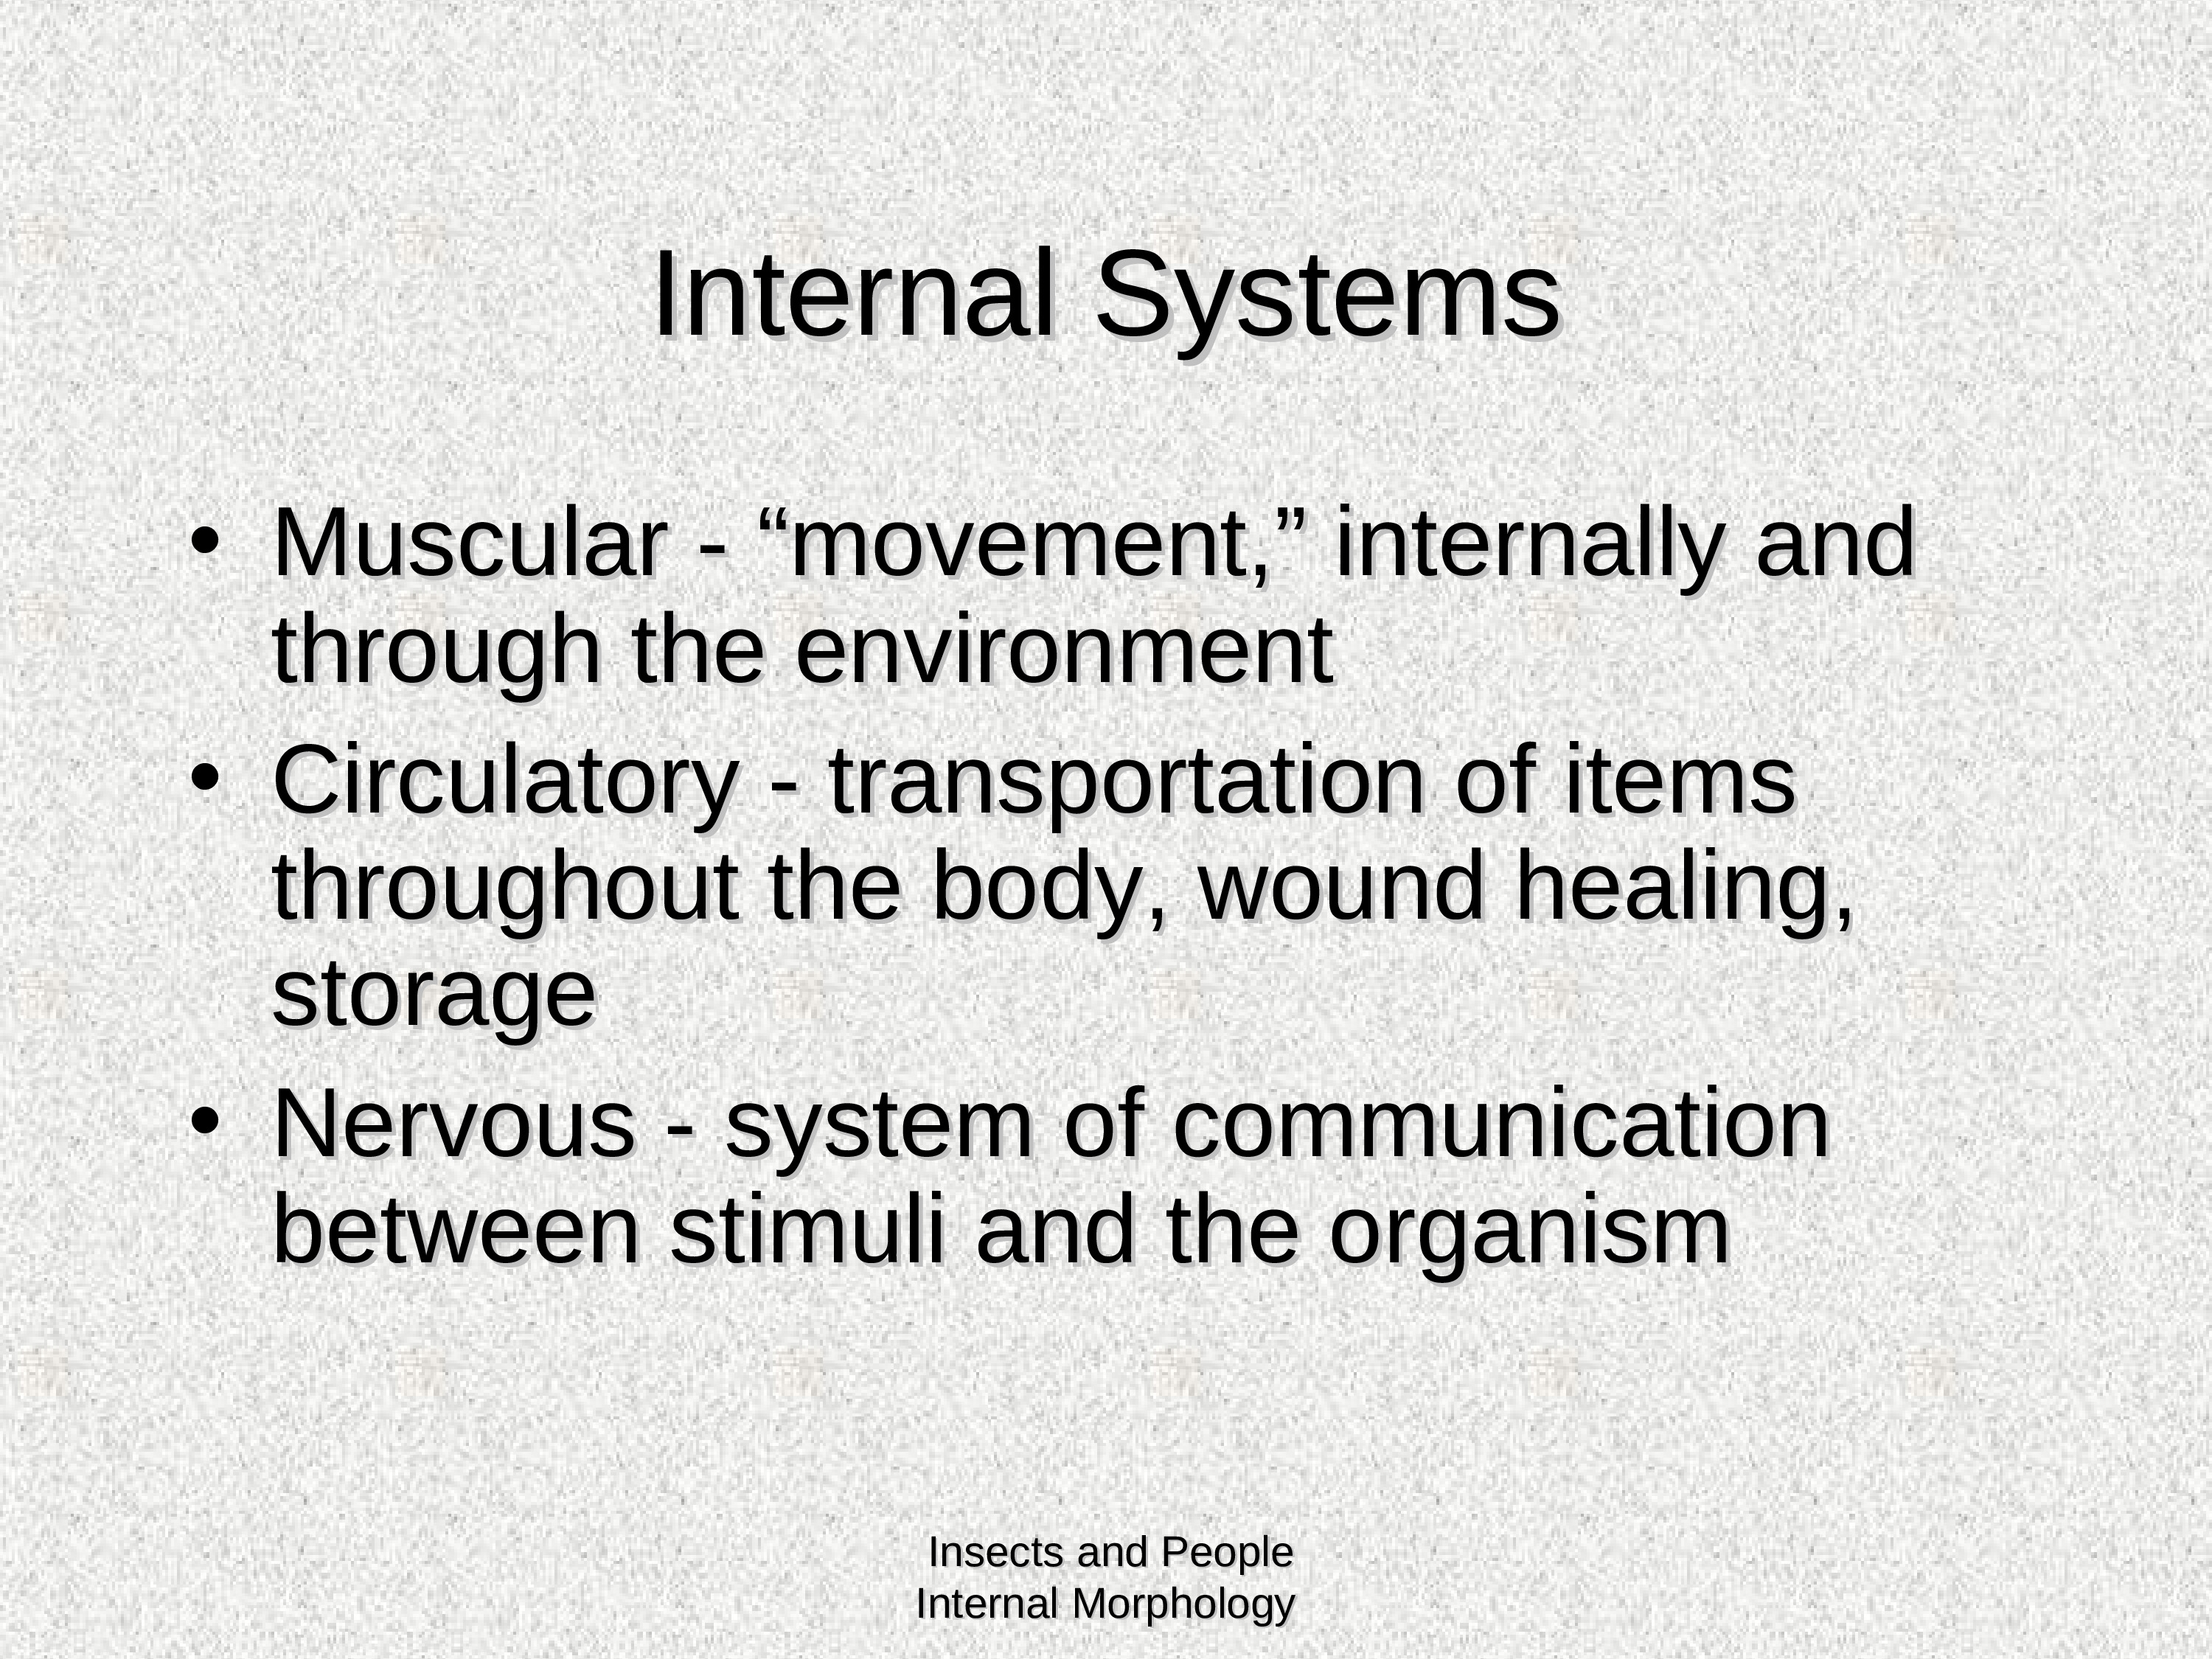 Internal Systems
• Muscular - “movement,” internally and
through the environment
• Circulatory - transportation of items
throughout the body, wound healing,
storage
• Nervous - system of communication
between stimuli and the organism
Insects and People
Internal Morphology